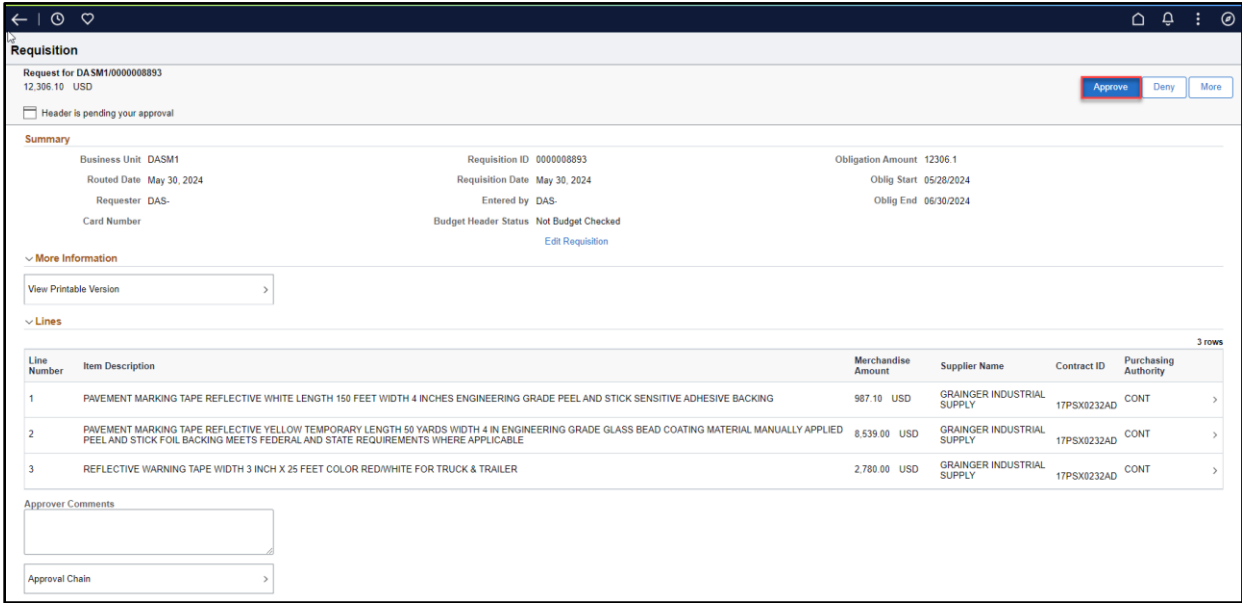 Requisition
Request for DASM1/0000008893
12,306.10 USD
Approve Deny More
Header is pending your approval
Summary
Business Unit DASM1 Requisition ID 0000008893 Obligation Amount 12306.1
Routed Date May 30, 2024 Requisition Date May 30, 2024 Oblig Start 05/28/2024
Requester DAS- Entered by DAS- Oblig End 06/30/2024
Card Number Budget Header Status Not Budget Checked
Edit Requisition
More Information
View Printable Version
Lines
3 rows
Line Number Item Description Merchandise Amount Supplier Name Contract ID Purchasing Authority
1 PAVEMENT MARKING TAPE REFLECTIVE WHITE LENGTH 150 FEET WIDTH 4 INCHES ENGINEERING GRADE PEEL AND STICK SENSITIVE ADHESIVE BACKING 987.10 USD GRAINGER INDUSTRIAL SUPPLY 17PSX0232AD CONT
2 PAVEMENT MARKING TAPE REFLECTIVE YELLOW TEMPORARY LENGTH 50 YARDS WIDTH 4 IN ENGINEERING GRADE GLASS BEAD COATING MATERIAL MANUALLY APPLIED
PEEL AND STICK FOIL BACKING MEETS FEDERAL AND STATE REQUIREMENTS WHERE APPLICABLE 8,539.00 USD GRAINGER INDUSTRIAL SUPPLY 17PSX0232AD CONT
3 REFLECTIVE WARNING TAPE WIDTH 3 INCH X 25 FEET COLOR RED/WHITE FOR TRUCK & TRAILER 2,780.00 USD GRAINGER INDUSTRIAL SUPPLY 17PSX0232AD CONT
Approver Comments
Approval Chain